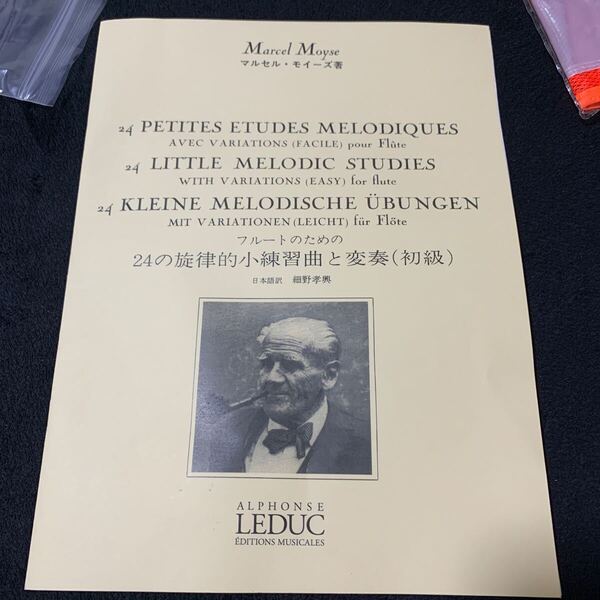 Marcel Moyse
マルセル・モイーズ著
24 PETITES ETUDES MELODIQUES
AVEC VARIATIONS (FACILE) pour Flûte
24 LITTLE MELODIC STUDIES
WITH VARIATIONS (EASY) for flute
24 KLEINE MELODISCHE ÜBUNGEN
MIT VARIATIONEN (LEICHT) für Flöte
フルートのための
24の旋律的小練習曲と変奏(初級)
日本語訳 細野孝興
ALPHONSE
LEDUC
ÉDITIONS MUSICALES